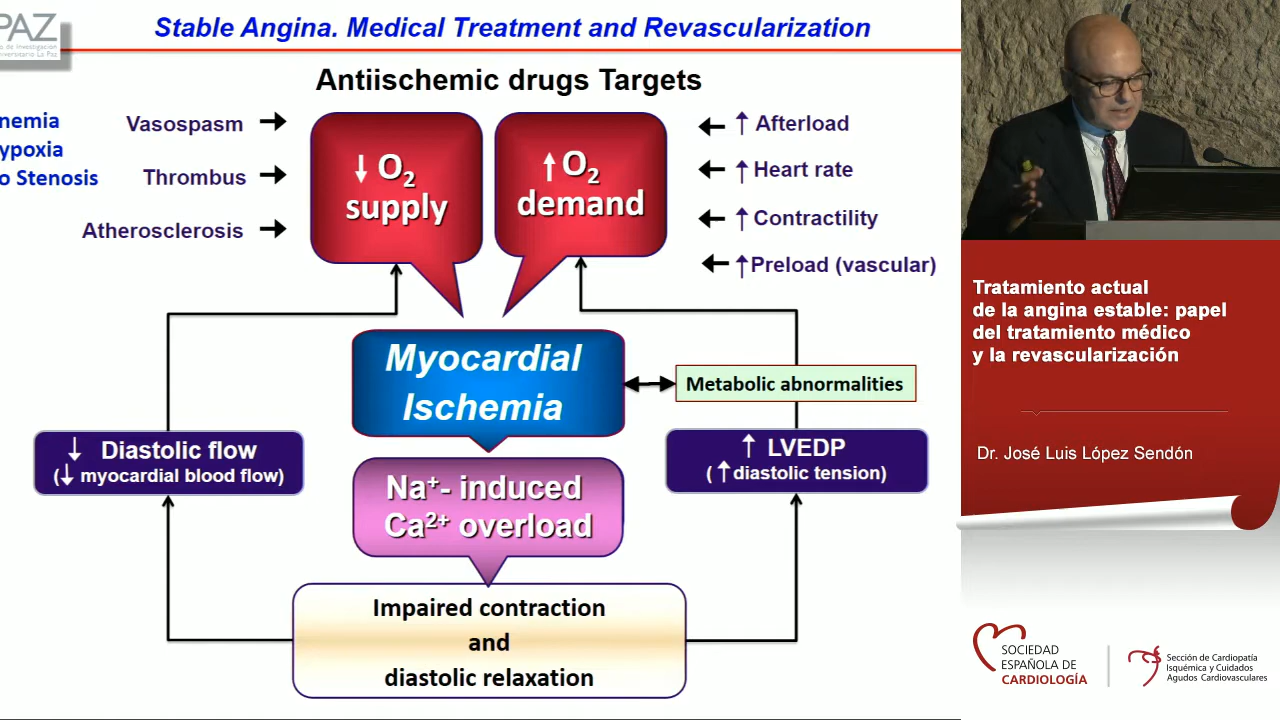 PAZ
Stable Angina. Medical Treatment and Revascularization
Antiischemic drugs Targets
nemia
ypoxia
o Stenosis
Vasospasm
Thrombus
Atherosclerosis
↓ O₂
supply
↑ O₂
demand
↑ Afterload
↑ Heart rate
↑ Contractility
↑ Preload (vascular)
Myocardial
Ischemia
Metabolic abnormalities
↓ Diastolic flow
(↓ myocardial blood flow)
↑ LVEDP
(↑ diastolic tension)
Na⁺- induced
Ca²⁺ overload
Impaired contraction
and
diastolic relaxation
Tratamiento actual
de la angina estable: papel
del tratamiento médico
y la revascularización
Dr. José Luis López Sendón
SOCIEDAD
ESPAÑOLA DE
CARDIOLOGÍA
Sección de Cardiopatía
Isquémica y Cuidados
Agudos Cardiovasculares